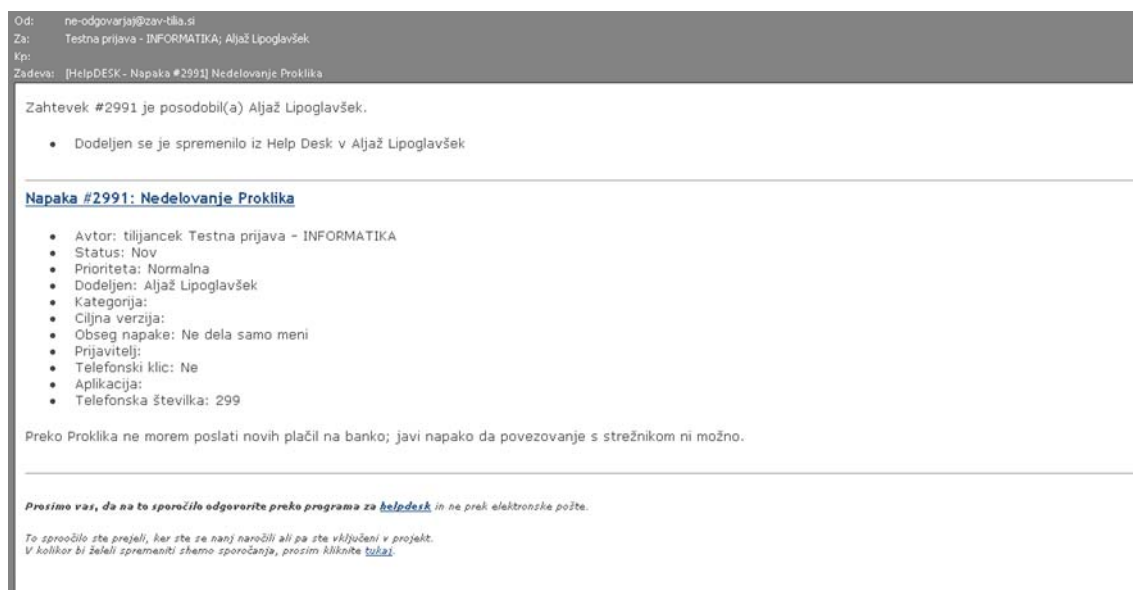 Od: ne-odgovarjaj@zav-tilia.si
Za: Testna prijava - INFORMATIKA; Aljaž Lipoglavšek
Kp:
Zadeva: [HelpDESK - Napaka #2991] Nedelovanje Proklika
Zahtevek #2991 je posodobil(a) Aljaž Lipoglavšek.
• Dodeljen se je spremenilo iz Help Desk v Aljaž Lipoglavšek
Napaka #2991: Nedelovanje Proklika
• Avtor: tilijancek Testna prijava - INFORMATIKA
• Status: Nov
• Prioriteta: Normalna
• Dodeljen: Aljaž Lipoglavšek
• Kategorija:
• Ciljna verzija:
• Obseg napake: Ne dela samo meni
• Prijavitelj:
• Telefonski klic: Ne
• Aplikacija:
• Telefonska številka: 299
Preko Proklika ne morem poslati novih plačil na banko; javi napako da povezovanje s strežnikom ni možno.
Prosimo vas, da na to sporočilo odgovorite preko programa za helpdesk in ne prek elektronske pošte.
To sproočilo ste prejeli, ker ste se nanj naročili ali pa ste vključeni v projekt.
V kolikor bi želeli spremeniti shemo sporočanja, prosim kliknite tukaj.